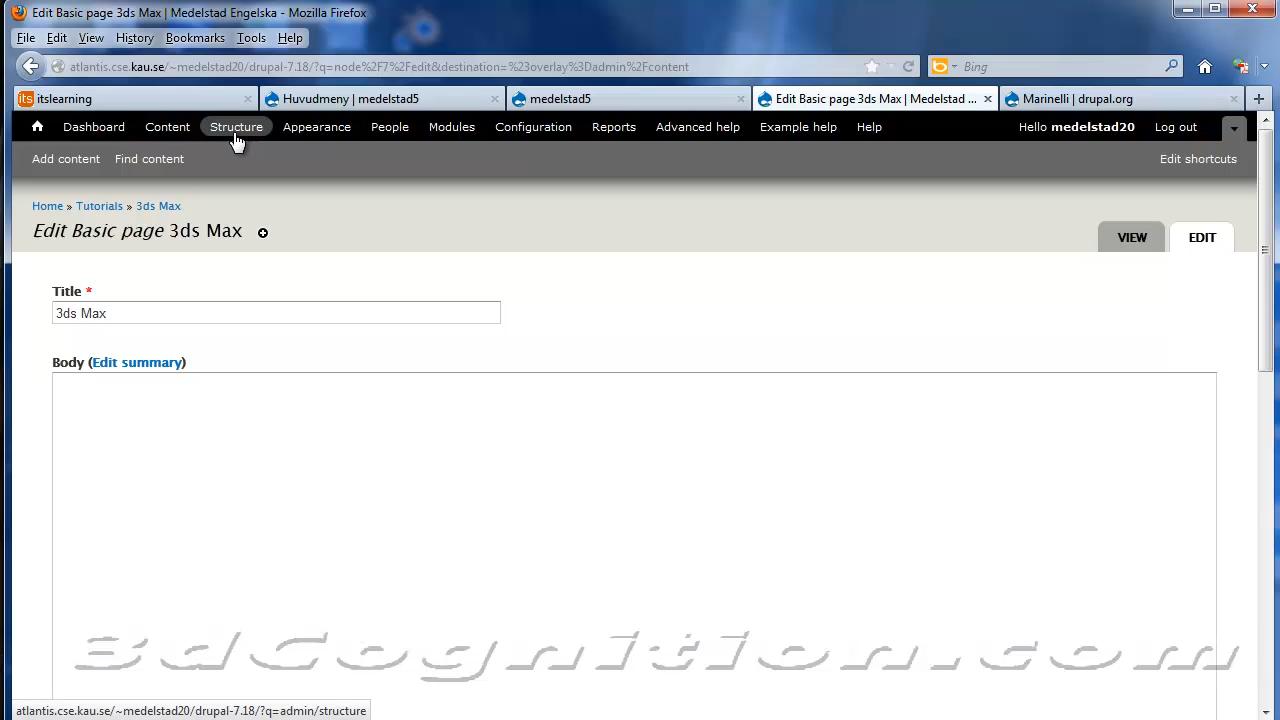 Edit Basic page 3ds Max | Medelstad Engelska - Mozilla Firefox
File Edit View History Bookmarks Tools Help
atlantis.cse.kau.se/~medelstad20/drupal-7.18/?q=node%2F7%2Fedit&destination=%23overlay%3Dadmin%2Fcontent
Bing
its itslearning
Huvudmeny | medelstad5
medelstad5
Edit Basic page 3ds Max | Medelstad ...
Marinelli | drupal.org
Dashboard Content Structure Appearance People Modules Configuration Reports Advanced help Example help Help Hello medelstad20 Log out
Add content Find content Edit shortcuts
Home » Tutorials » 3ds Max
Edit Basic page 3ds Max
VIEW EDIT
Title *
3ds Max
Body (Edit summary)
3dCognition.com
atlantis.cse.kau.se/~medelstad20/drupal-7.18/?q=admin/structure